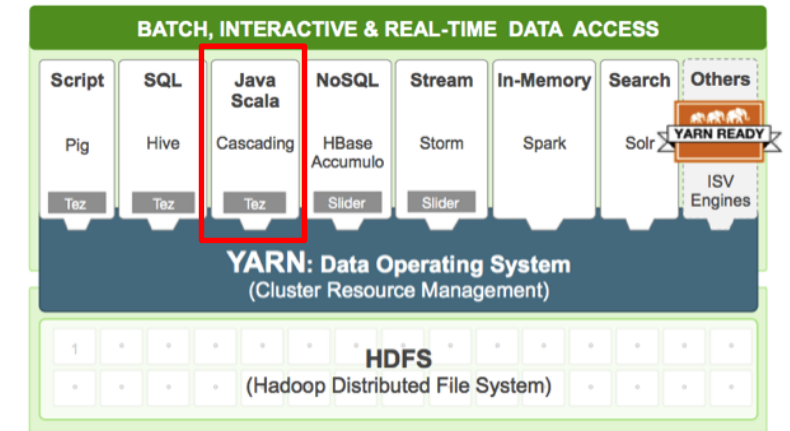 BATCH, INTERACTIVE & REAL-TIME DATA ACCESS
Script
Pig
Tez
SQL
Hive
Tez
Java
Scala
Cascading
Tez
NoSQL
HBase
Accumulo
Slider
Stream
Storm
Slider
In-Memory
Spark
Search
Solr
Others
YARN READY
ISV
Engines
YARN: Data Operating System
(Cluster Resource Management)
1
HDFS
(Hadoop Distributed File System)